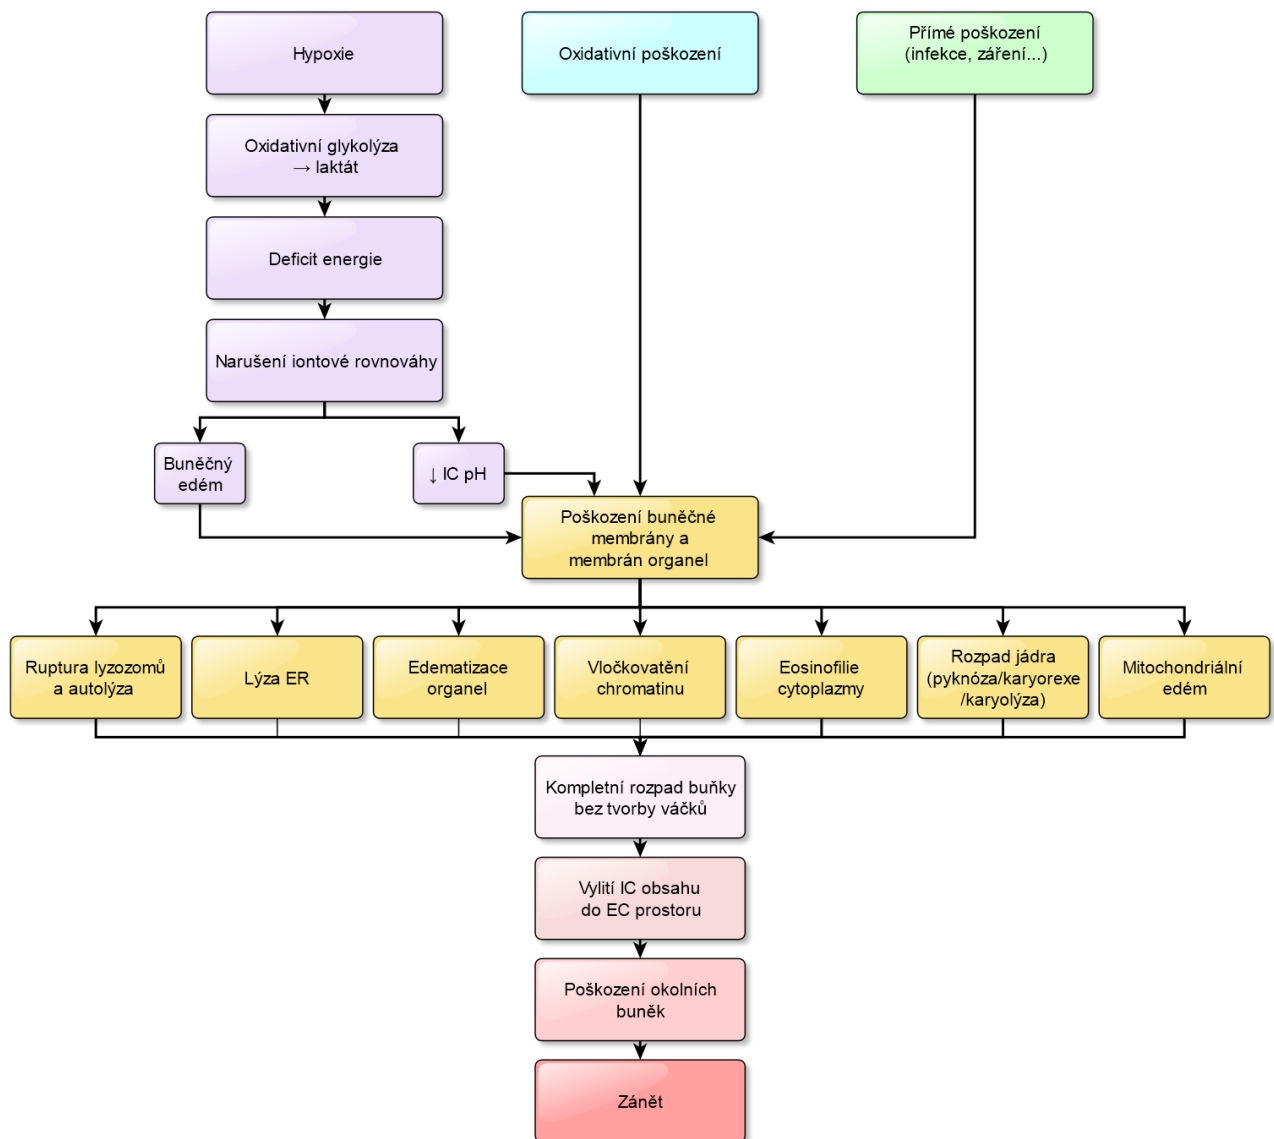 Hypoxie
Oxidativní poškození
Přímé poškození
(infekce, záření...)
Oxidativní glykolýza
→ laktát
Deficit energie
Narušení iontové rovnováhy
Buněčný
edém
↓ IC pH
Poškození buněčné
membrány a
membrán organel
Ruptura lyzozomů
a autolýza
Lýza ER
Edematizace
organel
Vločkovatění
chromatinu
Eosinofilie
cytoplazmy
Rozpad jádra
(pyknóza/karyorexe
/karyolýza)
Mitochondriální
edém
Kompletní rozpad buňky
bez tvorby váčků
Vylití IC obsahu
do EC prostoru
Poškození okolních
buněk
Zánět